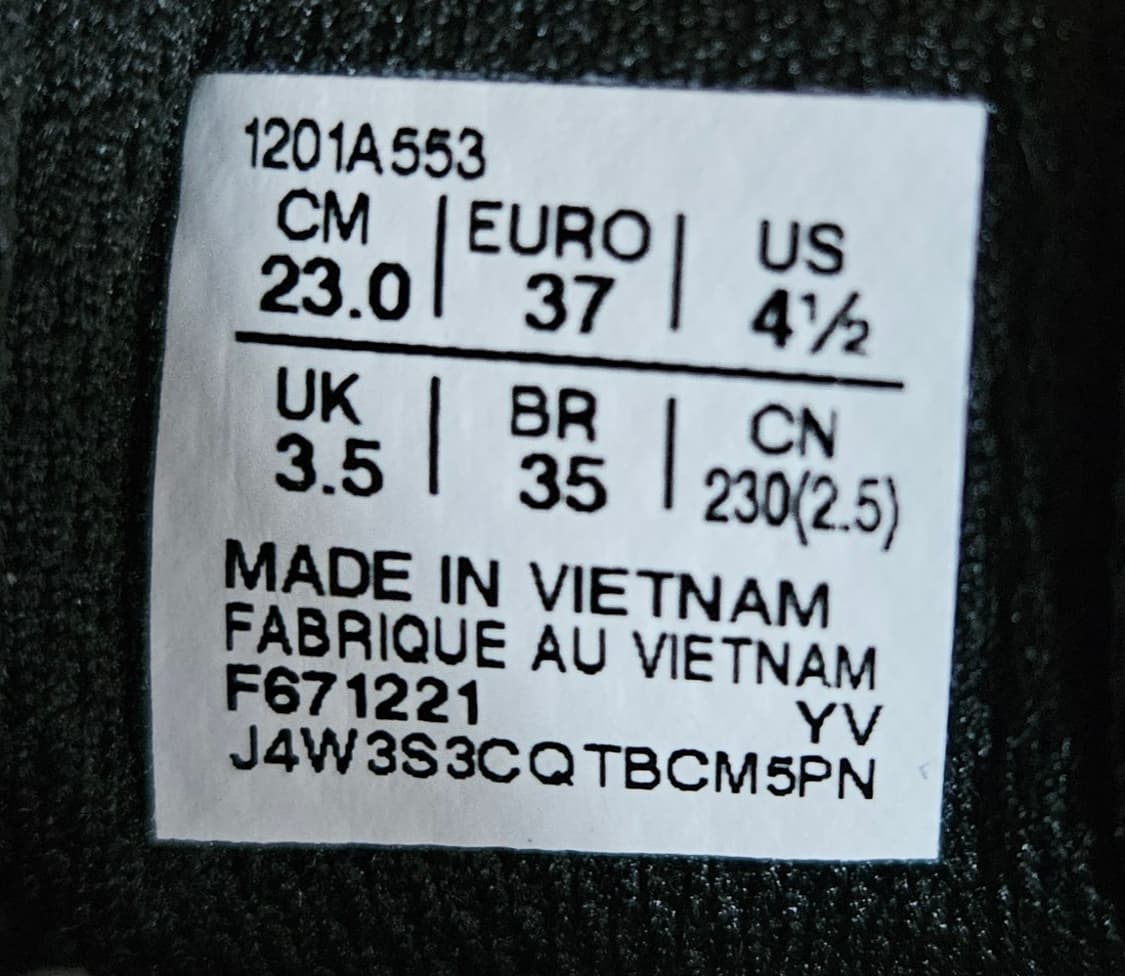 1201A553
CM | EURO | US
23.0 | 37 | 4½
UK | BR | CN
3.5 | 35 | 230(2.5)
MADE IN VIETNAM
FABRIQUE AU VIETNAM
F671221 YV
J4W3S3CQTBCM5PN